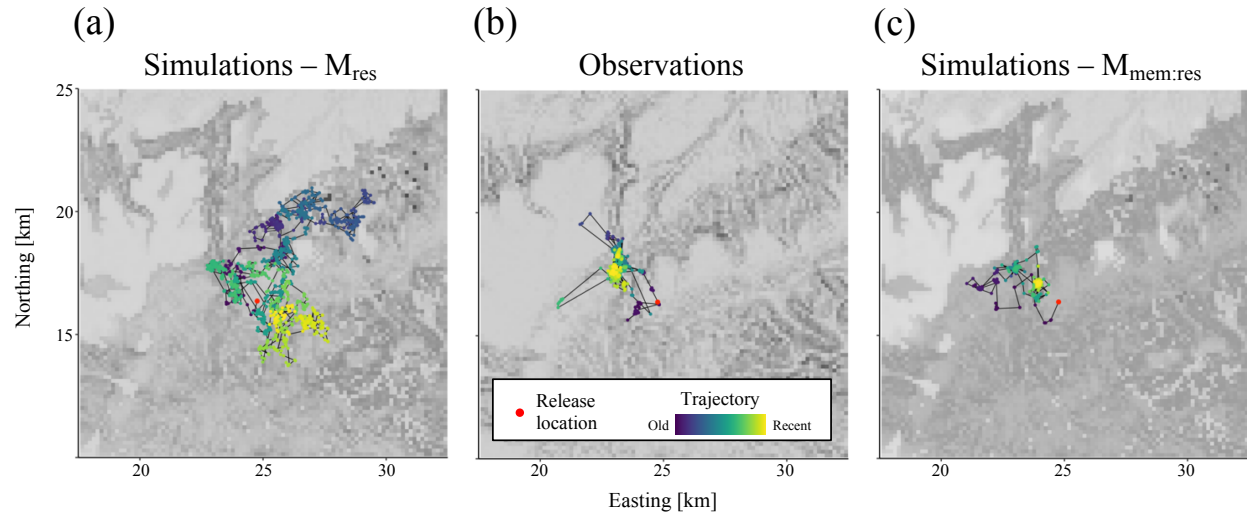 (a)
Simulations – Mres
(b)
Observations
(c)
Simulations – Mmem:res
25
20
15
Northing [km]
Release
location
Trajectory
Old
Recent
20
25
30
20
25
30
20
25
30
Easting [km]